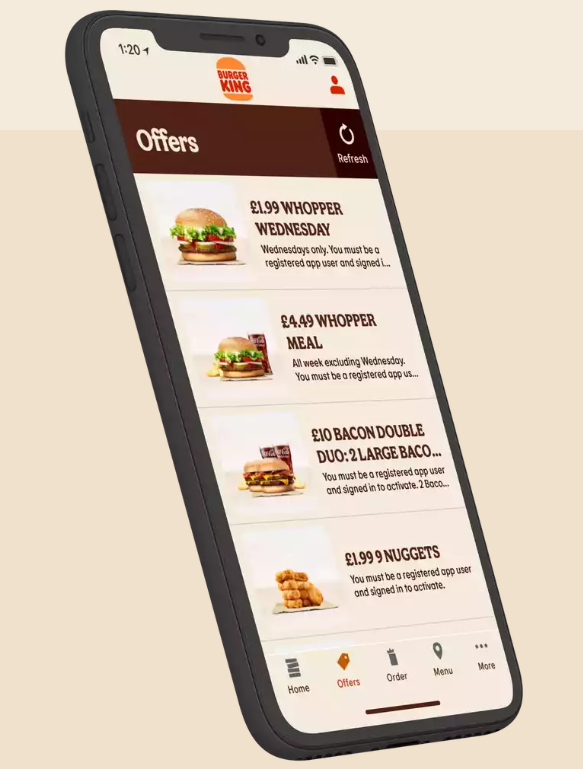 1:20
BURGER
KING
Offers
Refresh
£1.99 WHOPPER
WEDNESDAY
Wednesdays only. You must be a
registered app user and signed i...
£4.49 WHOPPER
MEAL
All week excluding Wednesday.
You must be a registered app us...
£10 BACON DOUBLE
DUO: 2 LARGE BACO...
You must be a registered app user
and signed in to activate. 2 Baco...
£1.99 9 NUGGETS
You must be a registered app user
and signed in to activate.
Home
Offers
Order
Menu
More